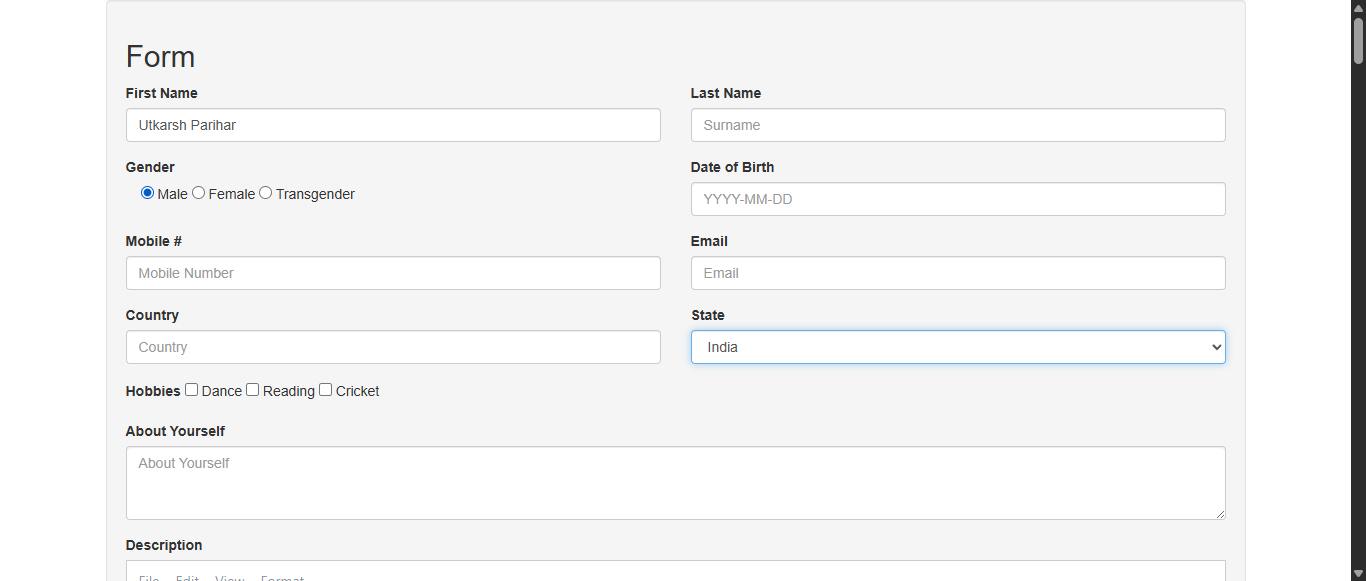 Form
First Name Last Name
Utkarsh Parihar Surname
Gender Date of Birth
Male Female Transgender YYYY-MM-DD
Mobile # Email
Mobile Number Email
Country State
Country India
Hobbies Dance Reading Cricket
About Yourself
About Yourself
Description
File Edit View Format